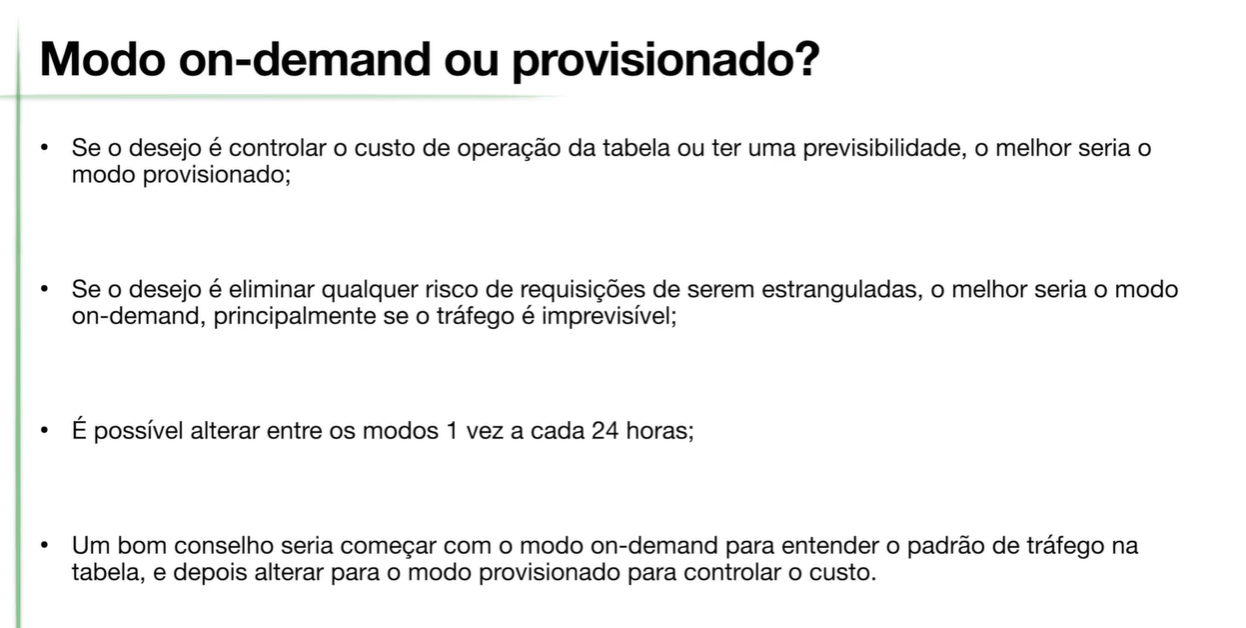 Modo on-demand ou provisionado?
• Se o desejo é controlar o custo de operação da tabela ou ter uma previsibilidade, o melhor seria o
modo provisionado;
• Se o desejo é eliminar qualquer risco de requisições de serem estranguladas, o melhor seria o modo
on-demand, principalmente se o tráfego é imprevisível;
• É possível alterar entre os modos 1 vez a cada 24 horas;
• Um bom conselho seria começar com o modo on-demand para entender o padrão de tráfego na
tabela, e depois alterar para o modo provisionado para controlar o custo.